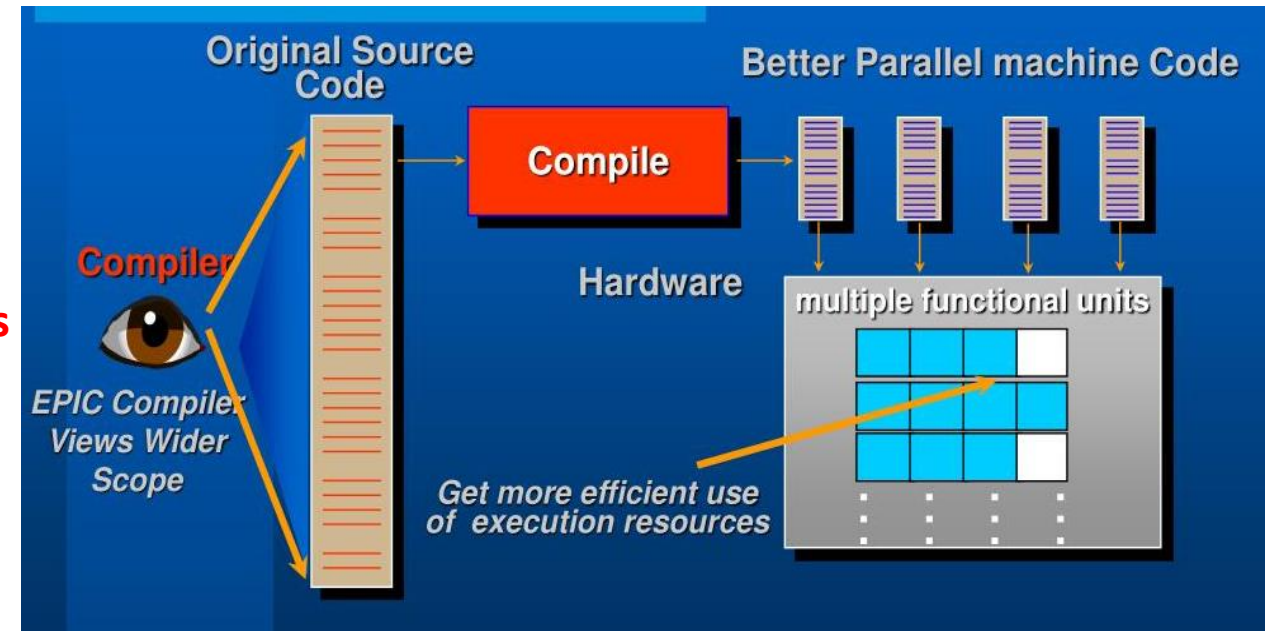 Original Source
Code
Better Parallel machine Code
Compile
Compiler
Hardware
multiple functional units
s
EPIC Compiler
Views Wider
Scope
Get more efficient use
of execution resources